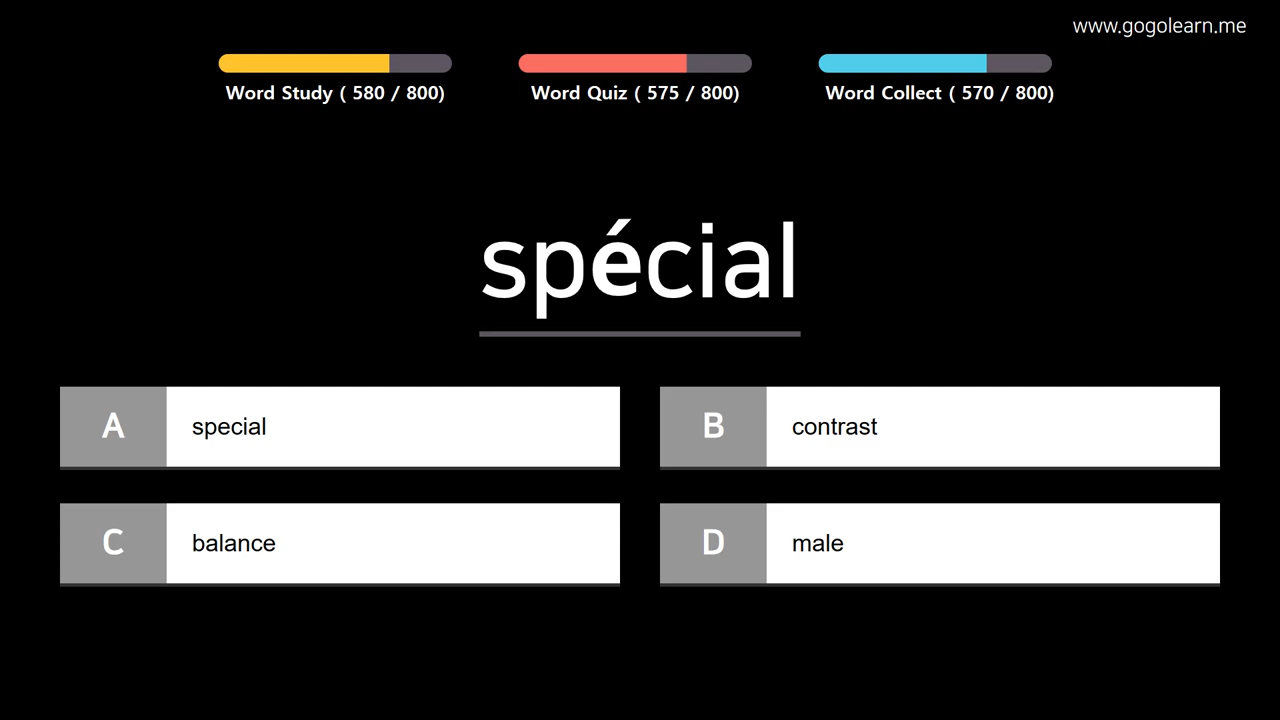 www.gogolearn.me
Word Study ( 580 / 800)
Word Quiz ( 575 / 800)
Word Collect ( 570 / 800)
spécial
A special
B contrast
C balance
D male